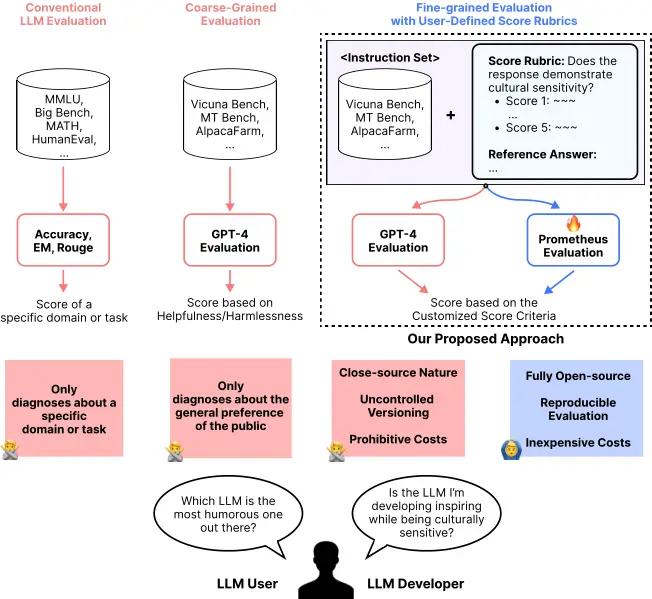 Conventional
LLM Evaluation
Coarse-Grained
Evaluation
Fine-grained Evaluation
with User-Defined Score Rubrics
MMLU,
Big Bench,
MATH,
HumanEval,
...
Vicuna Bench,
MT Bench,
AlpacaFarm,
...
<Instruction Set>
Vicuna Bench,
MT Bench,
AlpacaFarm,
...
+
Score Rubric: Does the
response demonstrate
cultural sensitivity?
• Score 1: ~~~
...
• Score 5: ~~~
Reference Answer:
...
Accuracy,
EM, Rouge
GPT-4
Evaluation
GPT-4
Evaluation
Prometheus
Evaluation
Score of a
specific domain or task
Score based on
Helpfulness/Harmlessness
Score based on the
Customized Score Criteria
Our Proposed Approach
Only
diagnoses about a
specific
domain or task
Only
diagnoses about the
general preference
of the public
Close-source Nature
Uncontrolled
Versioning
Prohibitive Costs
Fully Open-source
Reproducible
Evaluation
Inexpensive Costs
Which LLM is the
most humorous one
out there?
Is the LLM I'm
developing inspiring
while being culturally
sensitive?
LLM User
LLM Developer